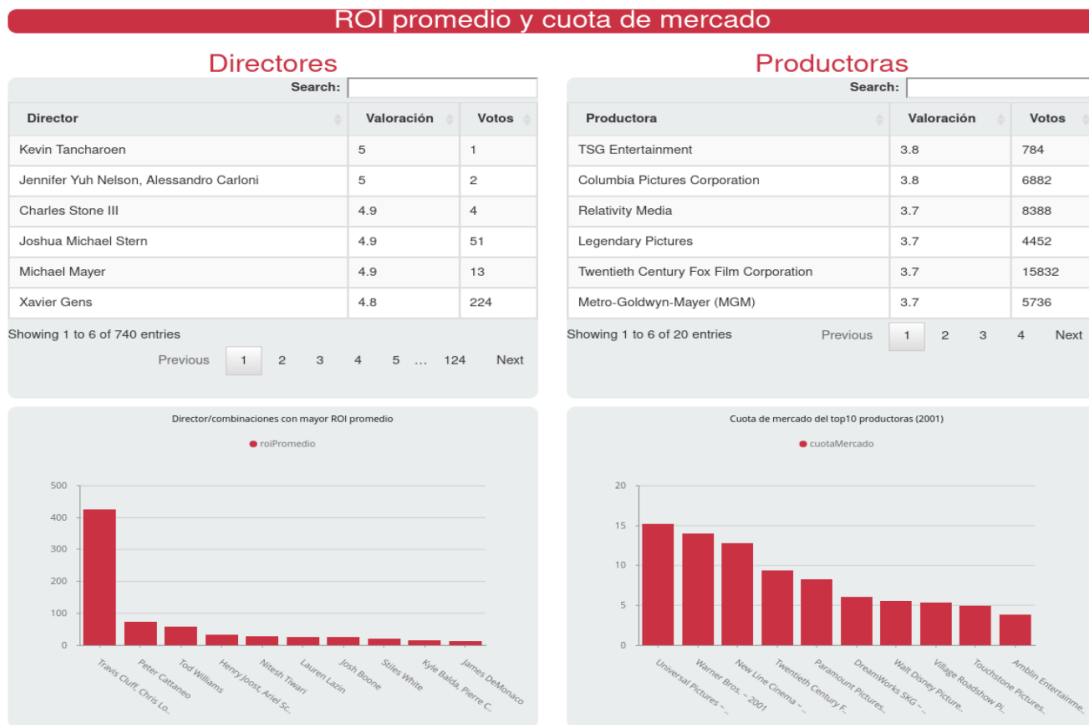 ROI promedio y cuota de mercado
Directores
Search:
Director Valoración Votos
Kevin Tancharoen 5 1
Jennifer Yuh Nelson, Alessandro Carloni 5 2
Charles Stone III 4.9 4
Joshua Michael Stern 4.9 51
Michael Mayer 4.9 13
Xavier Gens 4.8 224
Showing 1 to 6 of 740 entries
Previous 1 2 3 4 5 ... 124 Next
Productoras
Search:
Productora Valoración Votos
TSG Entertainment 3.8 784
Columbia Pictures Corporation 3.8 6882
Relativity Media 3.7 8388
Legendary Pictures 3.7 4452
Twentieth Century Fox Film Corporation 3.7 15832
Metro-Goldwyn-Mayer (MGM) 3.7 5736
Showing 1 to 6 of 20 entries
Previous 1 2 3 4 Next
Director/combinaciones con mayor ROI promedio
roiPromedio
500
400
300
200
100
0
Travis Cluff, Chris Lo..
Peter Cattaneo
Tod Williams
Henry Joost, Ariel Sc..
Nitesh Tiwari
Lauren Lazin
Josh Boone
Stiles White
Kyle Balda, Pierre C..
James DeMonaco
Cuota de mercado del top10 productoras (2001)
cuotaMercado
20
15
10
5
0
Universal Pictures – ..
Warner Bros. – 2001
New Line Cinema – ..
Twentieth Century F..
Paramount Pictures..
DreamWorks SKG – ..
Walt Disney Picture..
Village Roadshow Pi..
Touchstone Pictures..
Amblin Entertainme..